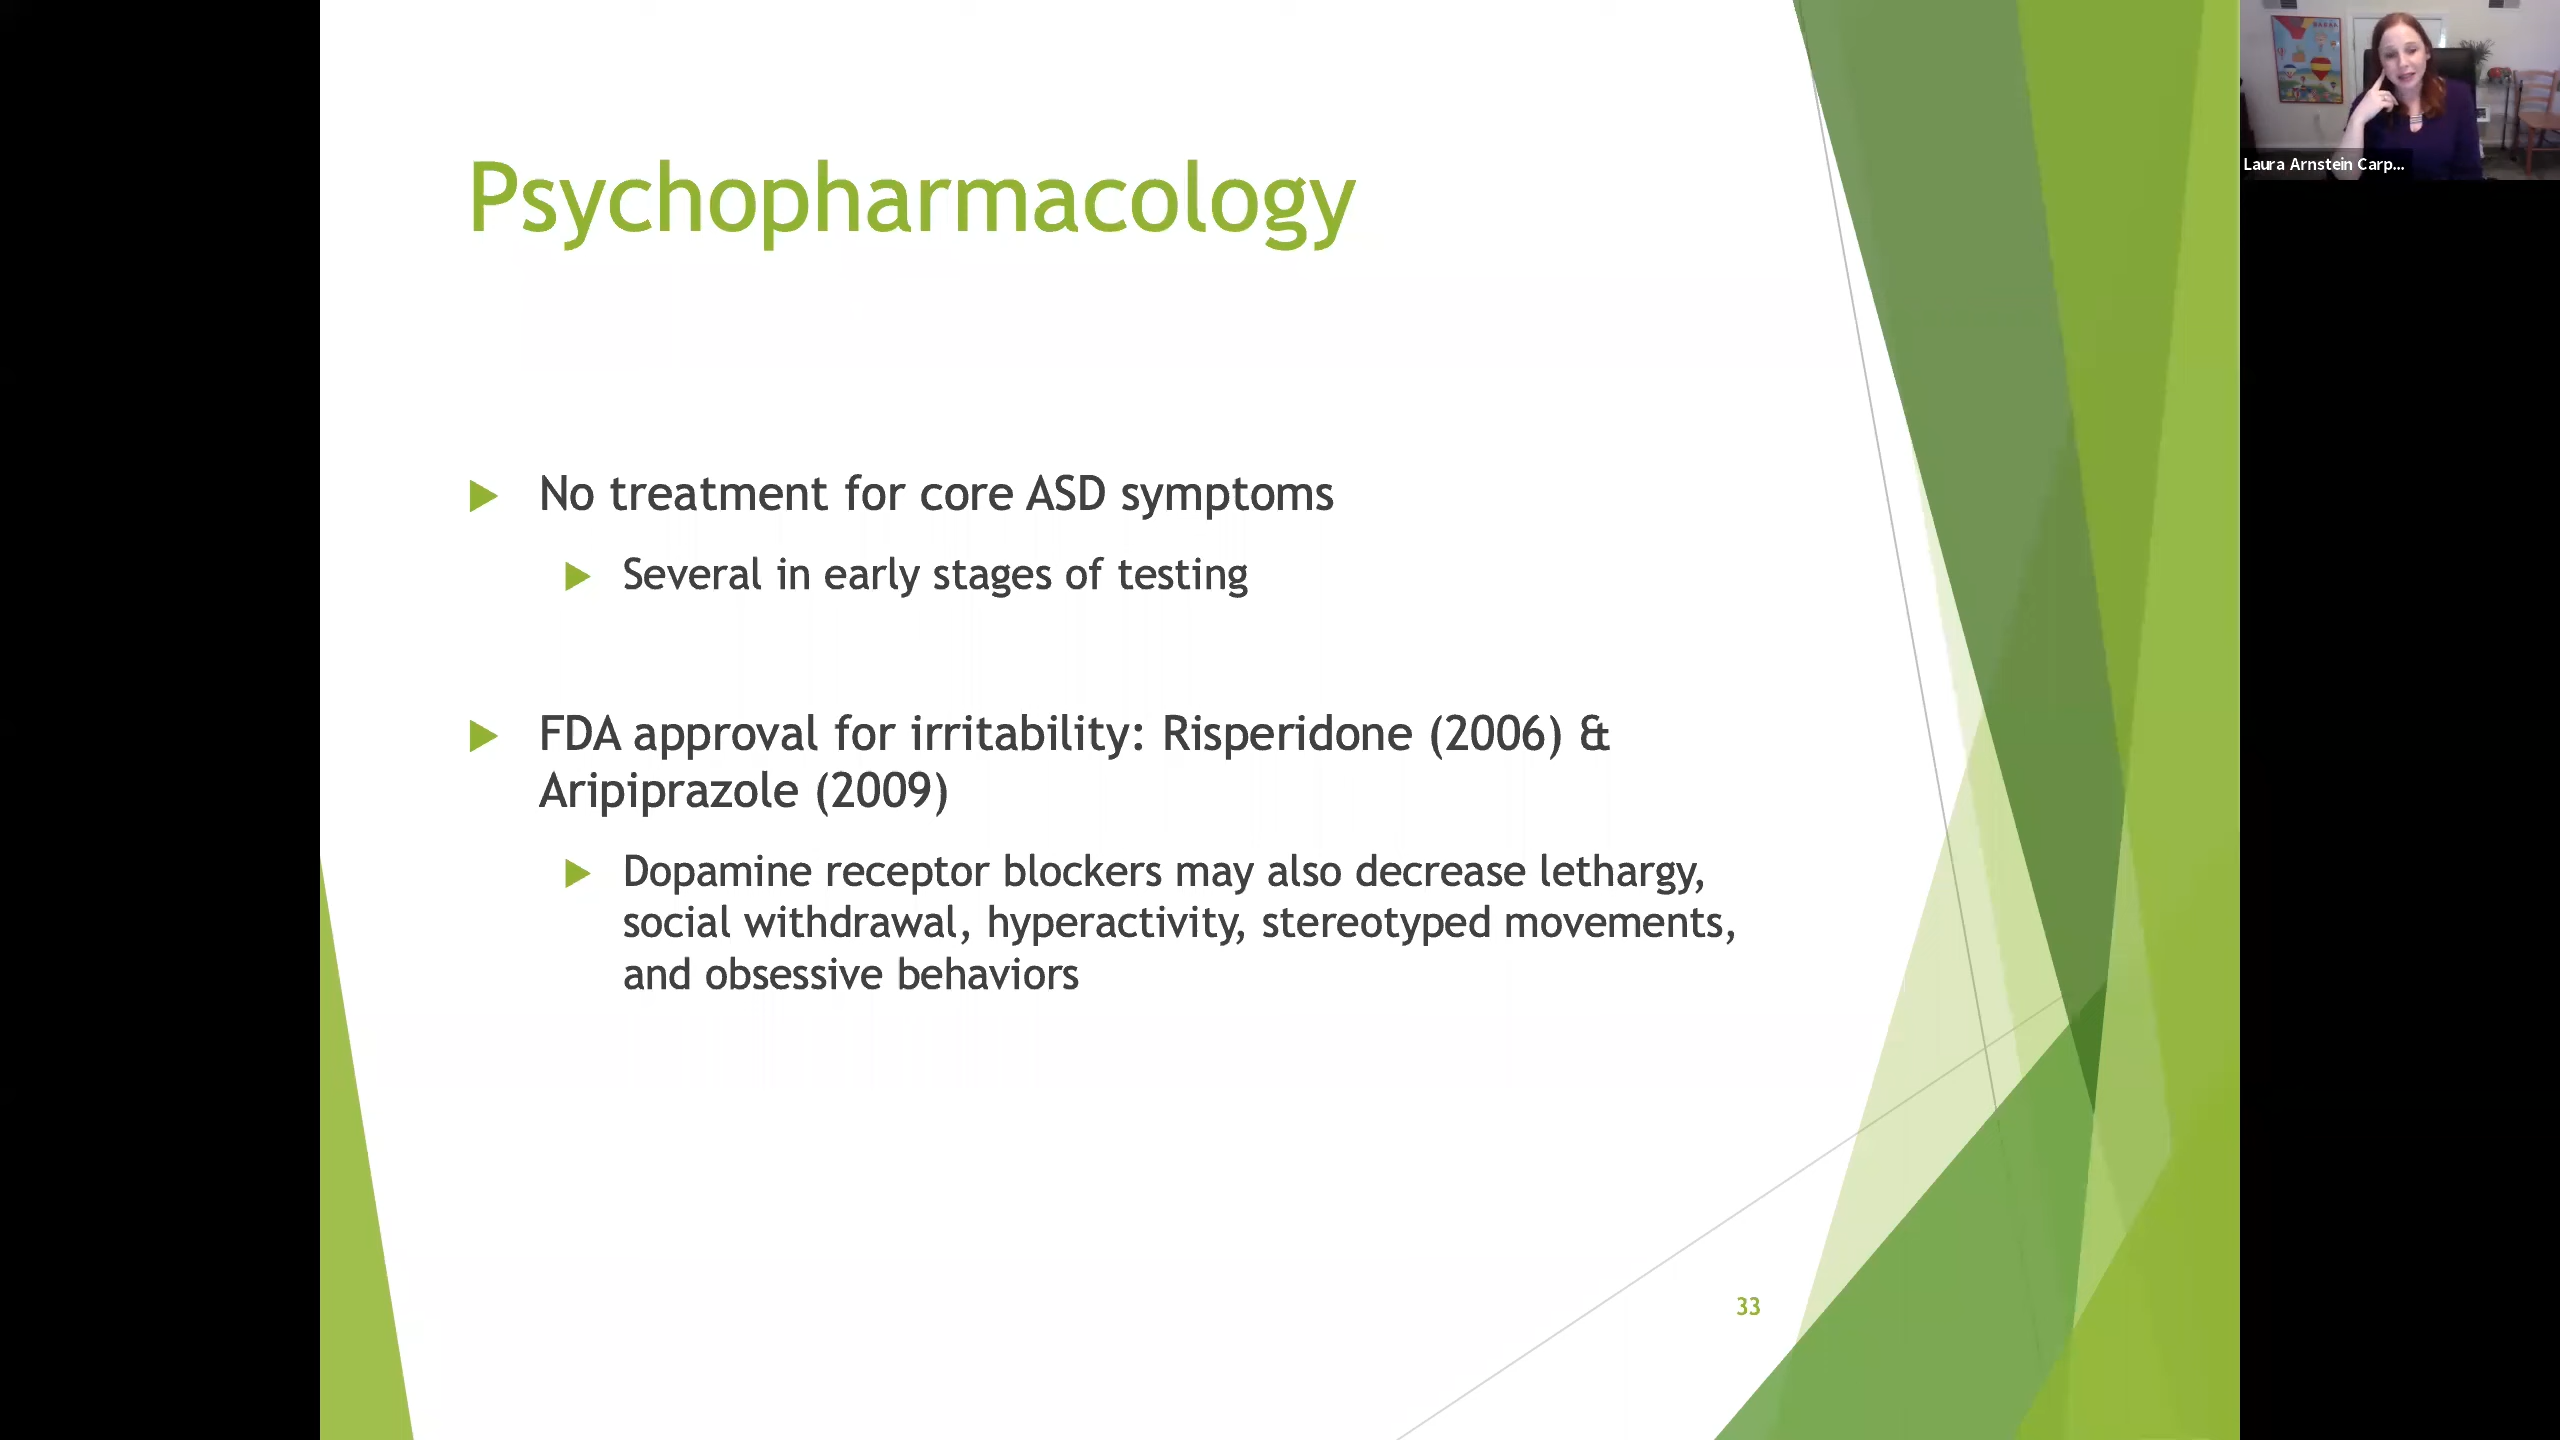 Psychopharmacology
No treatment for core ASD symptoms
Several in early stages of testing
FDA approval for irritability: Risperidone (2006) &
Aripiprazole (2009)
Dopamine receptor blockers may also decrease lethargy,
social withdrawal, hyperactivity, stereotyped movements,
and obsessive behaviors
33
Laura Arnstein Carp...